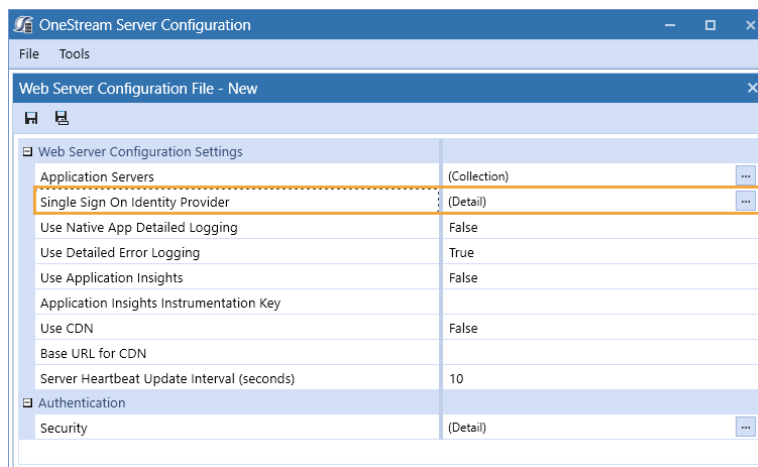 OneStream Server Configuration
File Tools
Web Server Configuration File - New
Web Server Configuration Settings
Application Servers (Collection) ...
Single Sign On Identity Provider (Detail) ...
Use Native App Detailed Logging False
Use Detailed Error Logging True
Use Application Insights False
Application Insights Instrumentation Key
Use CDN False
Base URL for CDN
Server Heartbeat Update Interval (seconds) 10
Authentication
Security (Detail) ...